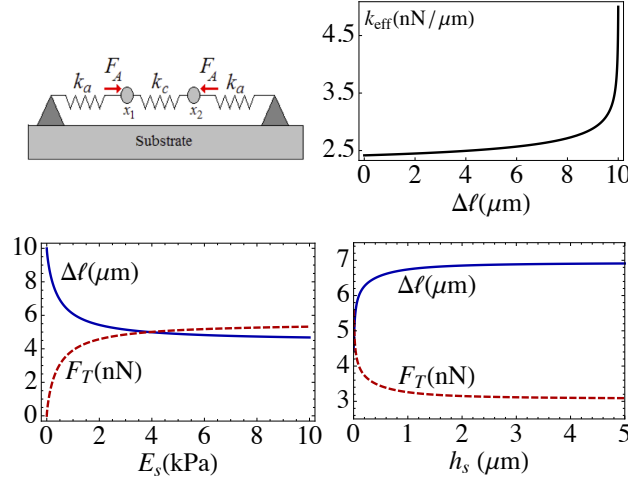 F_A F_A
k_a k_c k_a
x_1 x_2
Substrate
k_eff(nN/μm)
4.5
3.5
2.5
0 2 4 6 8 10
Δℓ(μm)
10
8
6
4
2
0
Δℓ(μm)
F_T(nN)
0 2 4 6 8 10
E_s(kPa)
7
6
5
4
3
Δℓ(μm)
F_T(nN)
0 1 2 3 4 5
h_s (μm)